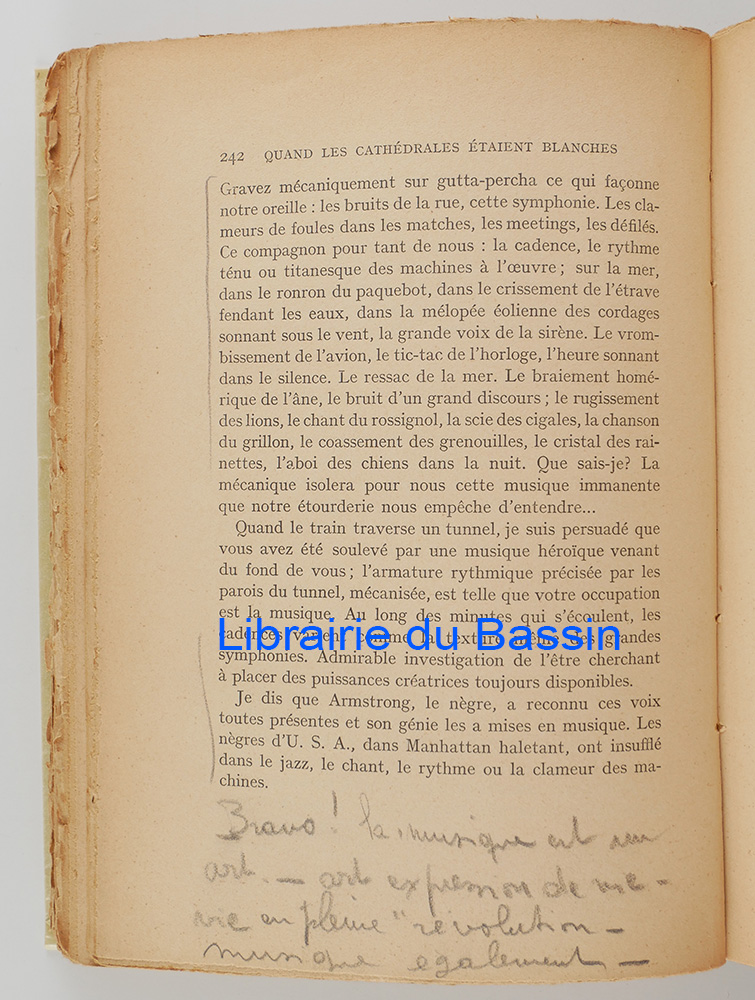 242 QUAND LES CATHÉDRALES ÉTAIENT BLANCHES
Gravez mécaniquement sur gutta-percha ce qui façonne
notre oreille : les bruits de la rue, cette symphonie. Les cla-
meurs de foules dans les matches, les meetings, les défilés.
Ce compagnon pour tant de nous : la cadence, le rythme
ténu ou titanesque des machines à l'œuvre ; sur la mer,
dans le ronron du paquebot, dans le crissement de l'étrave
fendant les eaux, dans la mélopée éolienne des cordages
sonnant sous le vent, la grande voix de la sirène. Le vrom-
bissement de l'avion, le tic-tac de l'horloge, l'heure sonnant
dans le silence. Le ressac de la mer. Le braiement homé-
rique de l'âne, le bruit d'un grand discours ; le rugissement
des lions, le chant du rossignol, la scie des cigales, la chanson
du grillon, le coassement des grenouilles, le cristal des rai-
nettes, l'aboi des chiens dans la nuit. Que sais-je? La
mécanique isolera pour nous cette musique immanente
que notre étourderie nous empêche d'entendre...
Quand le train traverse un tunnel, je suis persuadé que
vous avez été soulevé par une musique héroïque venant
du fond de vous ; l'armature rythmique précisée par les
parois du tunnel, mécanisée, est telle que votre occupation
est la musique. Au long des minutes qui s'écoulent, les
cadences varient comme la texture même des grandes
Librairie du Bassin
symphonies. Admirable investigation de l'être cherchant
à placer des puissances créatrices toujours disponibles.
Je dis que Armstrong, le nègre, a reconnu ces voix
toutes présentes et son génie les a mises en musique. Les
nègres d'U. S. A., dans Manhattan haletant, ont insufflé
dans le jazz, le chant, le rythme ou la clameur des ma-
chines.
Bravo ! la musique est un
art. — art expression de
vie en pleine "révolution —
musique egalement —